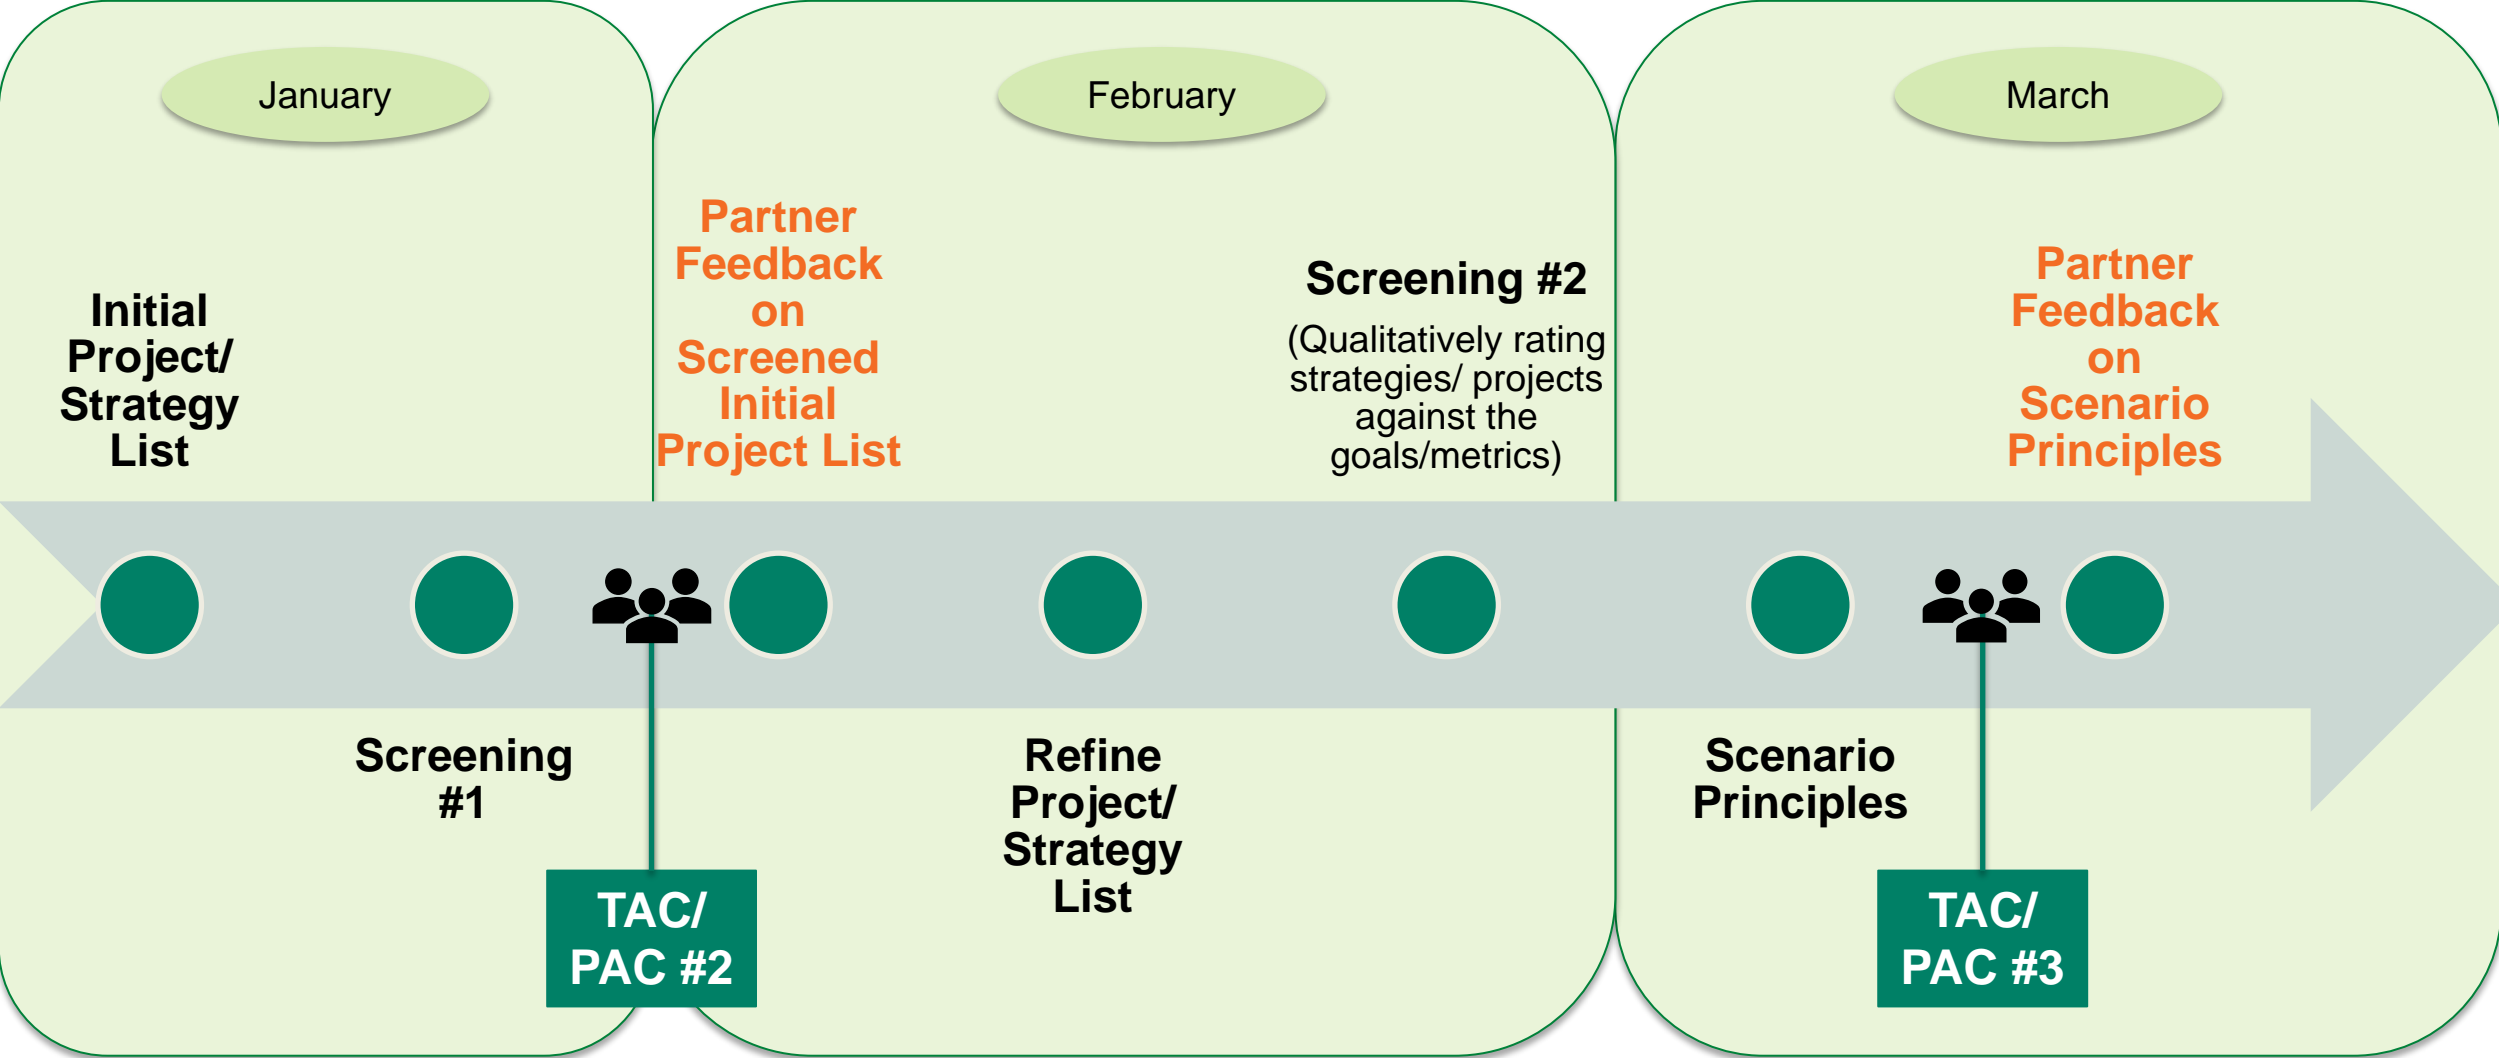 January
February
March
Initial
Project/
Strategy
List
Partner
Feedback
on
Screened
Initial
Project List
Screening #2
(Qualitatively rating
strategies/ projects
against the
goals/metrics)
Partner
Feedback
on
Scenario
Principles
Screening
#1
Refine
Project/
Strategy
List
Scenario
Principles
TAC/
PAC #2
TAC/
PAC #3